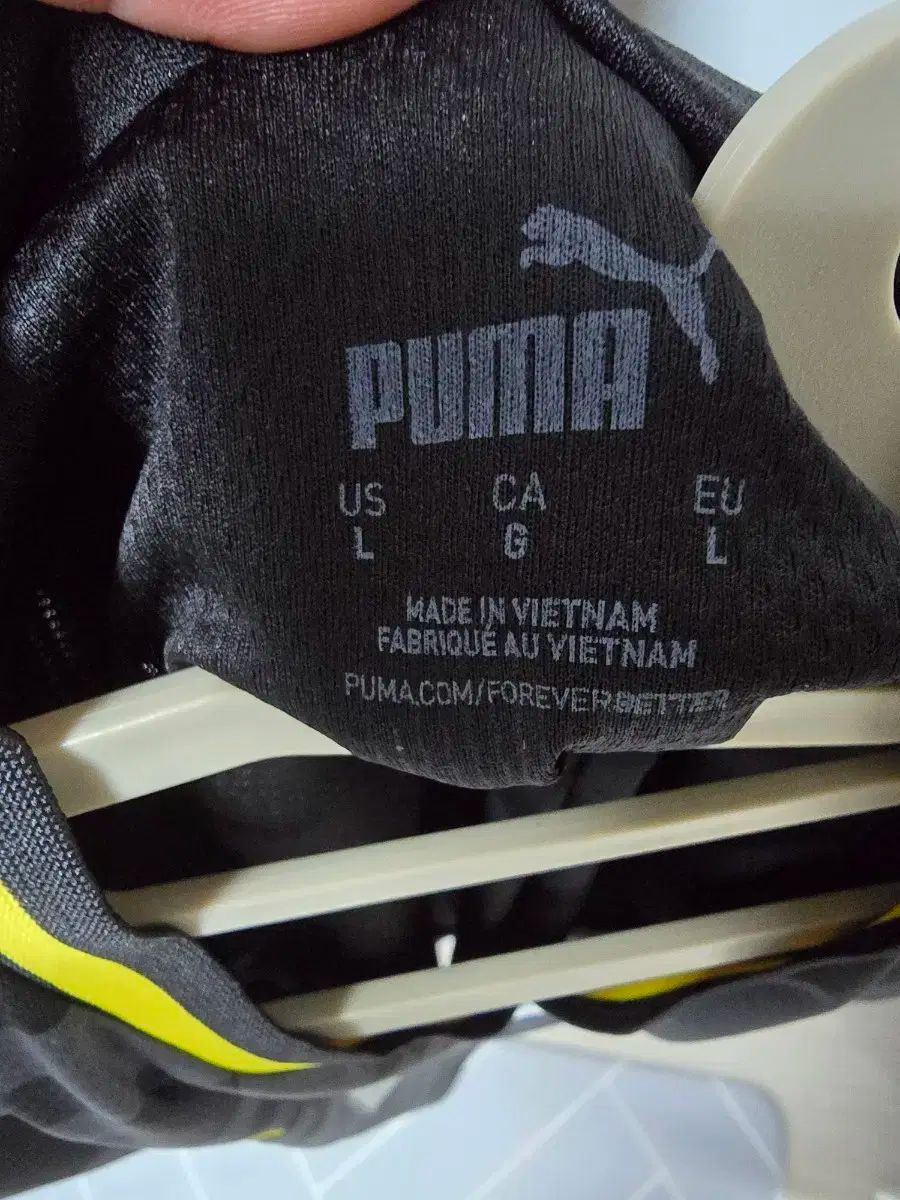 PUMA
US CA EU
L G L
MADE IN VIETNAM
FABRIQUÉ AU VIETNAM
PUMA.COM/FOREVERBETTER